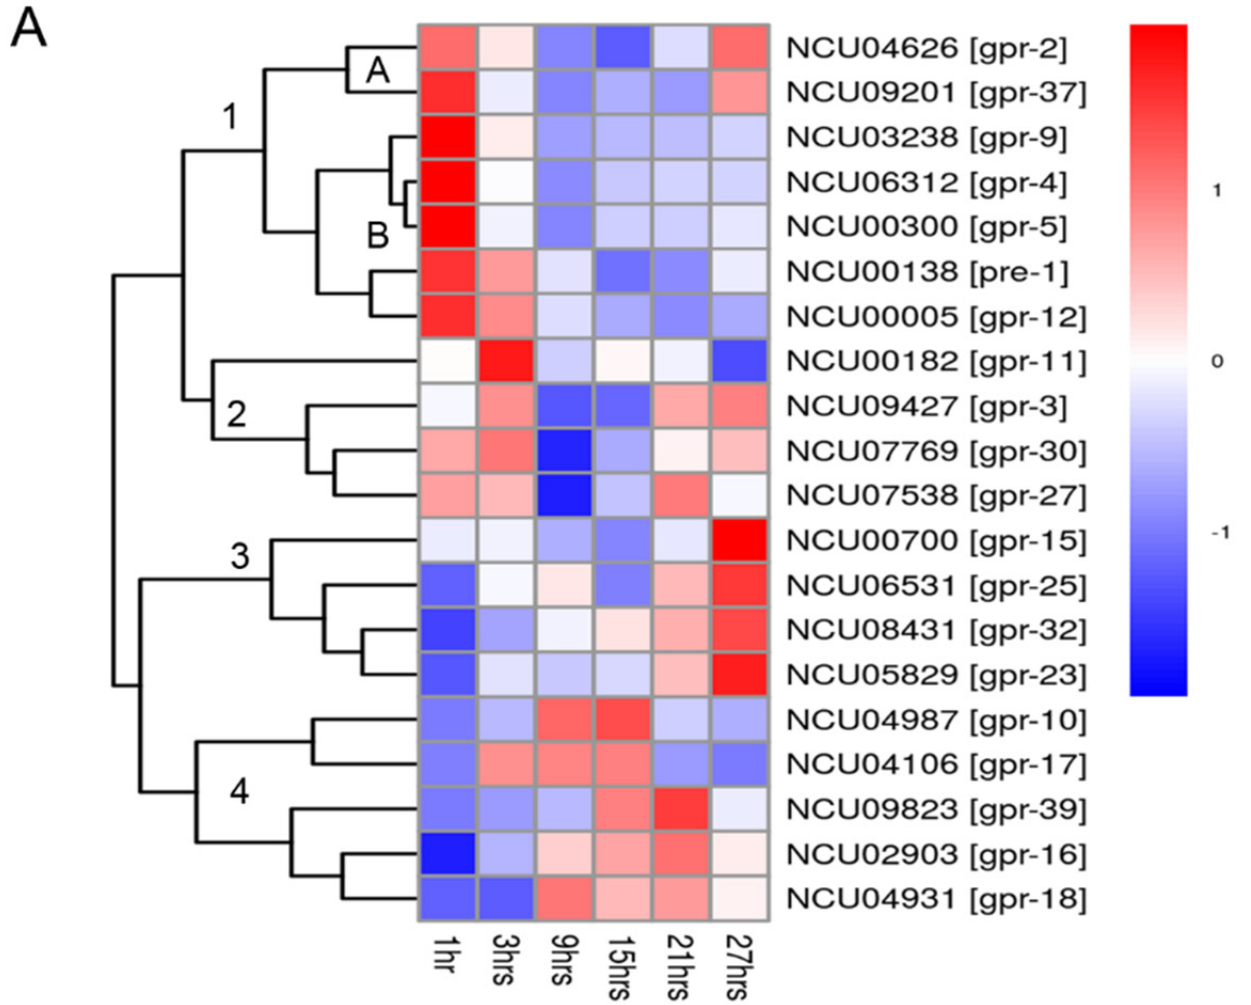 A
NCU04626 [gpr-2]
A
NCU09201 [gpr-37]
1
NCU03238 [gpr-9]
NCU06312 [gpr-4]
1
B
NCU00300 [gpr-5]
NCU00138 [pre-1]
NCU00005 [gpr-12]
NCU00182 [gpr-11]
0
2
NCU09427 [gpr-3]
NCU07769 [gpr-30]
NCU07538 [gpr-27]
NCU00700 [gpr-15]
-1
3
NCU06531 [gpr-25]
NCU08431 [gpr-32]
NCU05829 [gpr-23]
NCU04987 [gpr-10]
NCU04106 [gpr-17]
4
NCU09823 [gpr-39]
NCU02903 [gpr-16]
NCU04931 [gpr-18]
1hr
3hrs
9hrs
15hrs
21hrs
27hrs